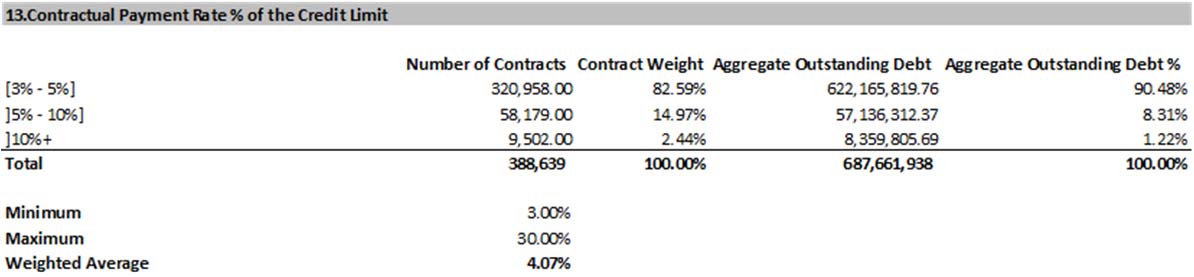 13.Contractual Payment Rate % of the Credit Limit
Number of Contracts Contract Weight Aggregate Outstanding Debt Aggregate Outstanding Debt %
[3% - 5%] 320,958.00 82.59% 622,165,819.76 90.48%
]5% - 10%] 58,179.00 14.97% 57,136,312.37 8.31%
]10%+ 9,502.00 2.44% 8,359,805.69 1.22%
Total 388,639 100.00% 687,661,938 100.00%
Minimum 3.00%
Maximum 30.00%
Weighted Average 4.07%